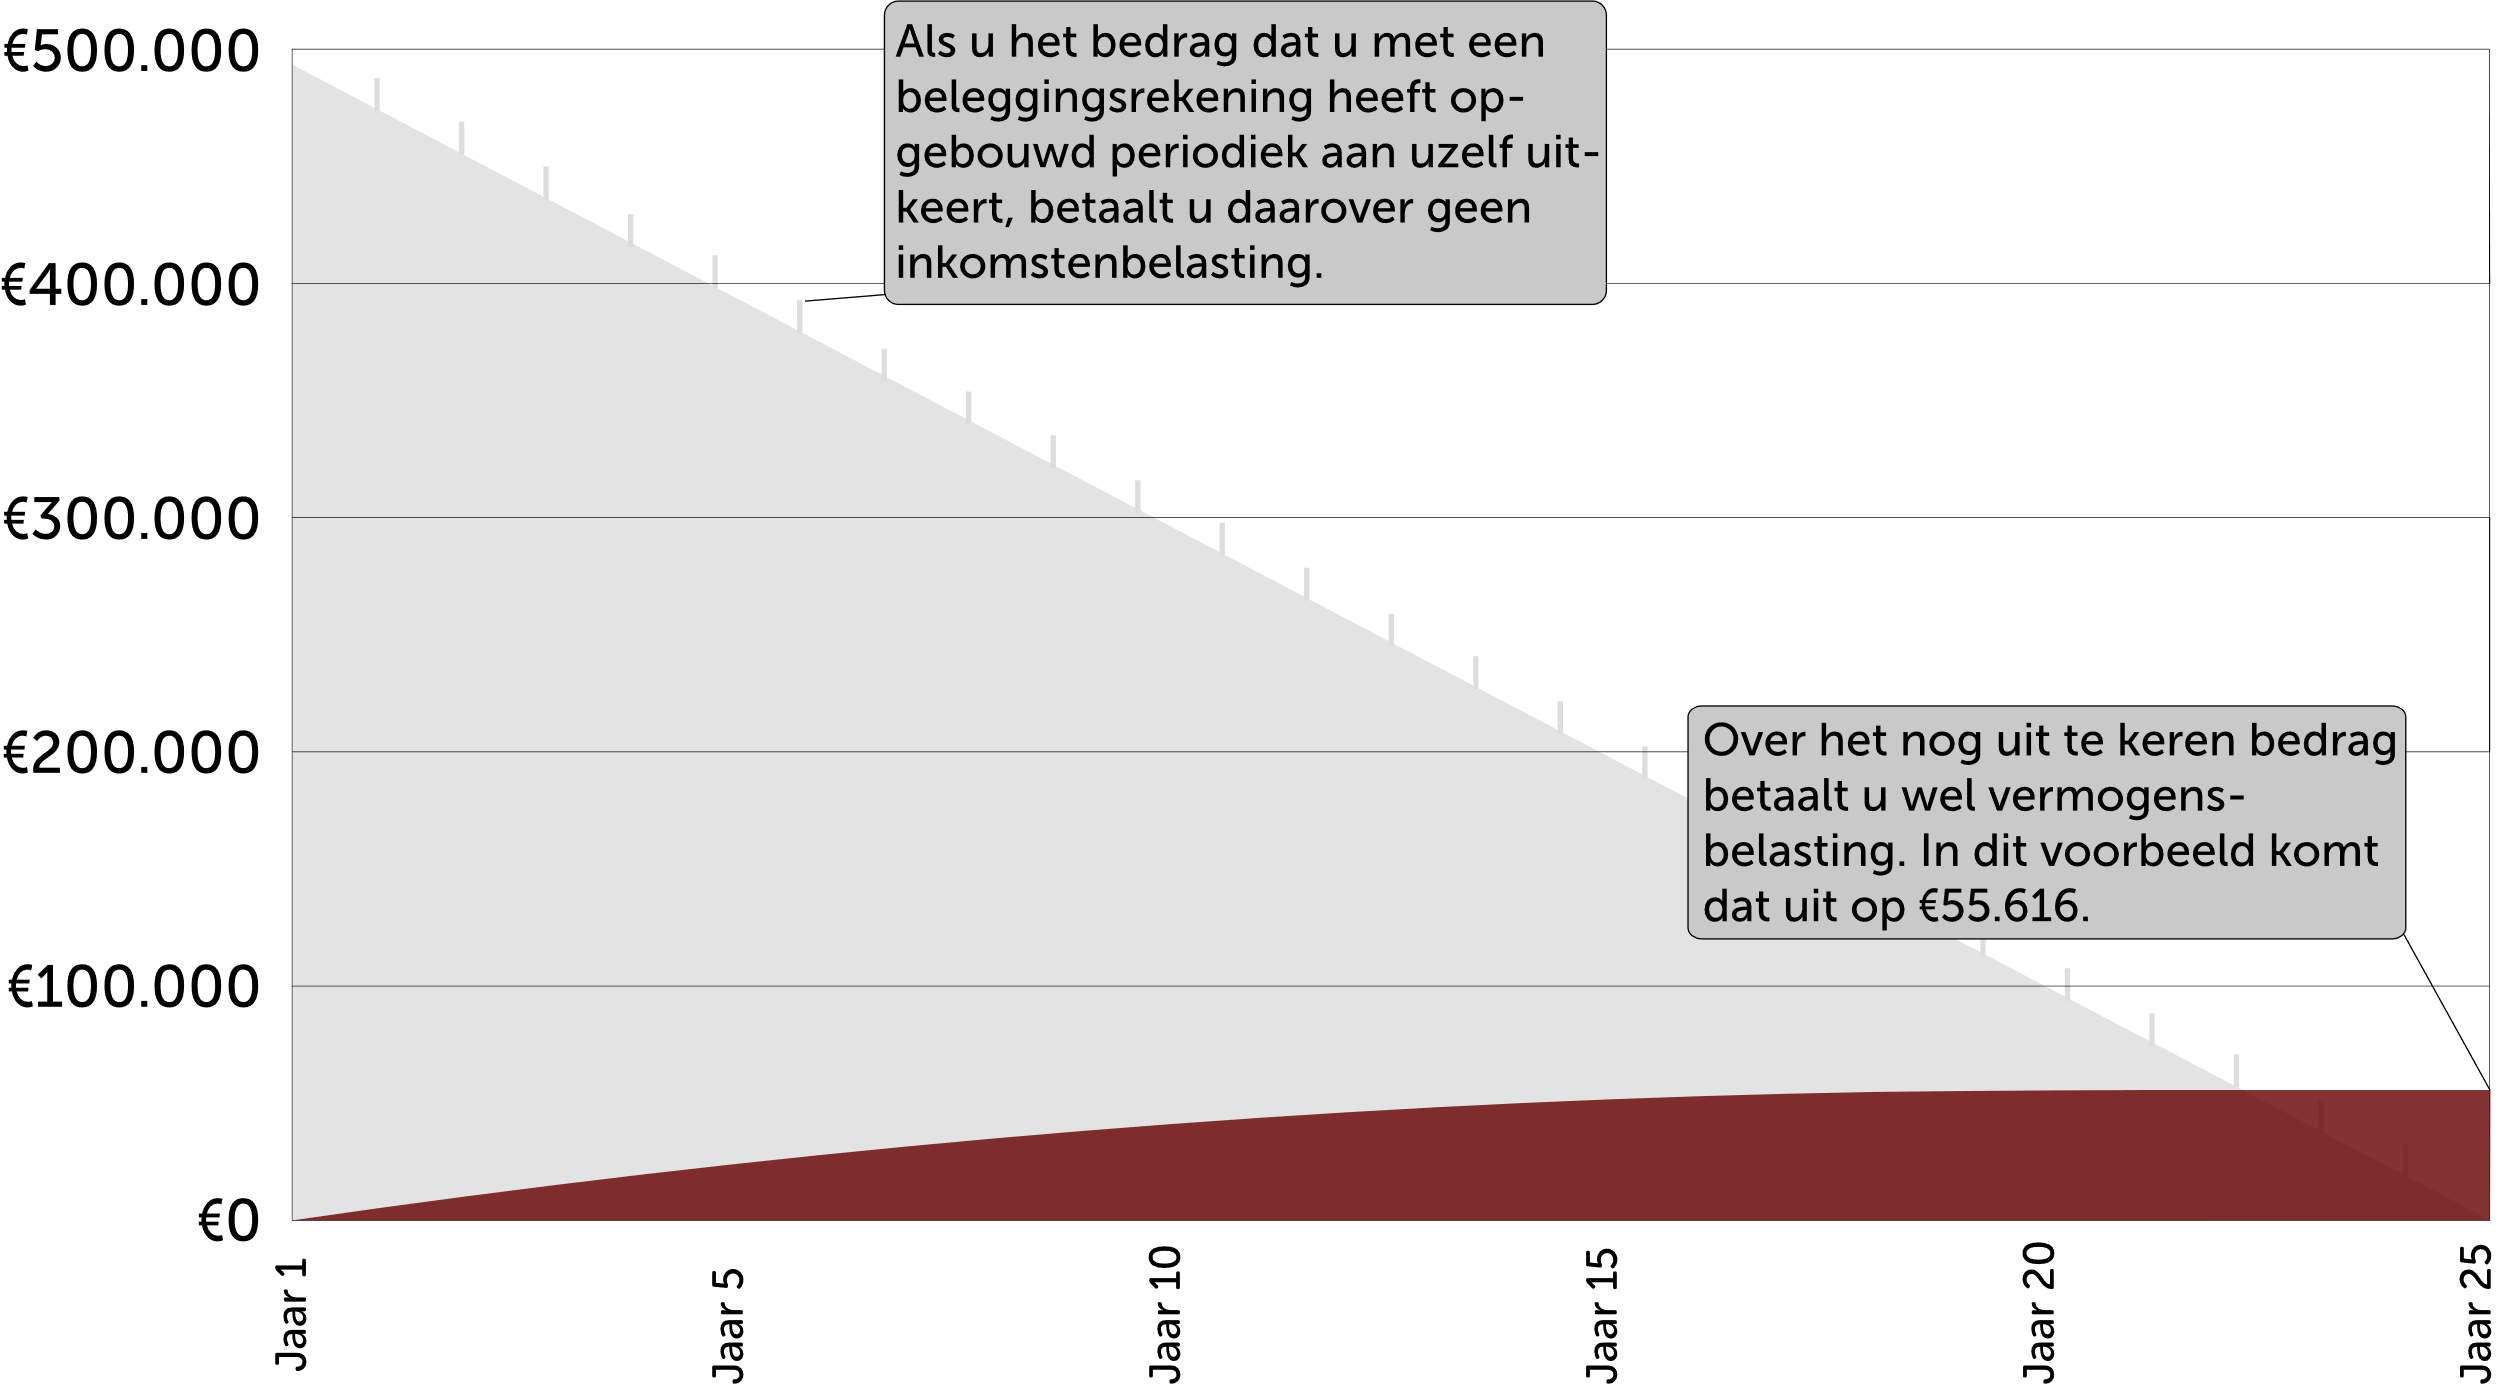 €500.000
€400.000
€300.000
€200.000
€100.000
€0
Als u het bedrag dat u met een
beleggingsrekening heeft op-
gebouwd periodiek aan uzelf uit-
keert, betaalt u daarover geen
inkomstenbelasting.
Over het nog uit te keren bedrag
betaalt u wel vermogens-
belasting. In dit voorbeeld komt
dat uit op €55.616.
Jaar 1
Jaar 5
Jaar 10
Jaar 15
Jaar 20
Jaar 25